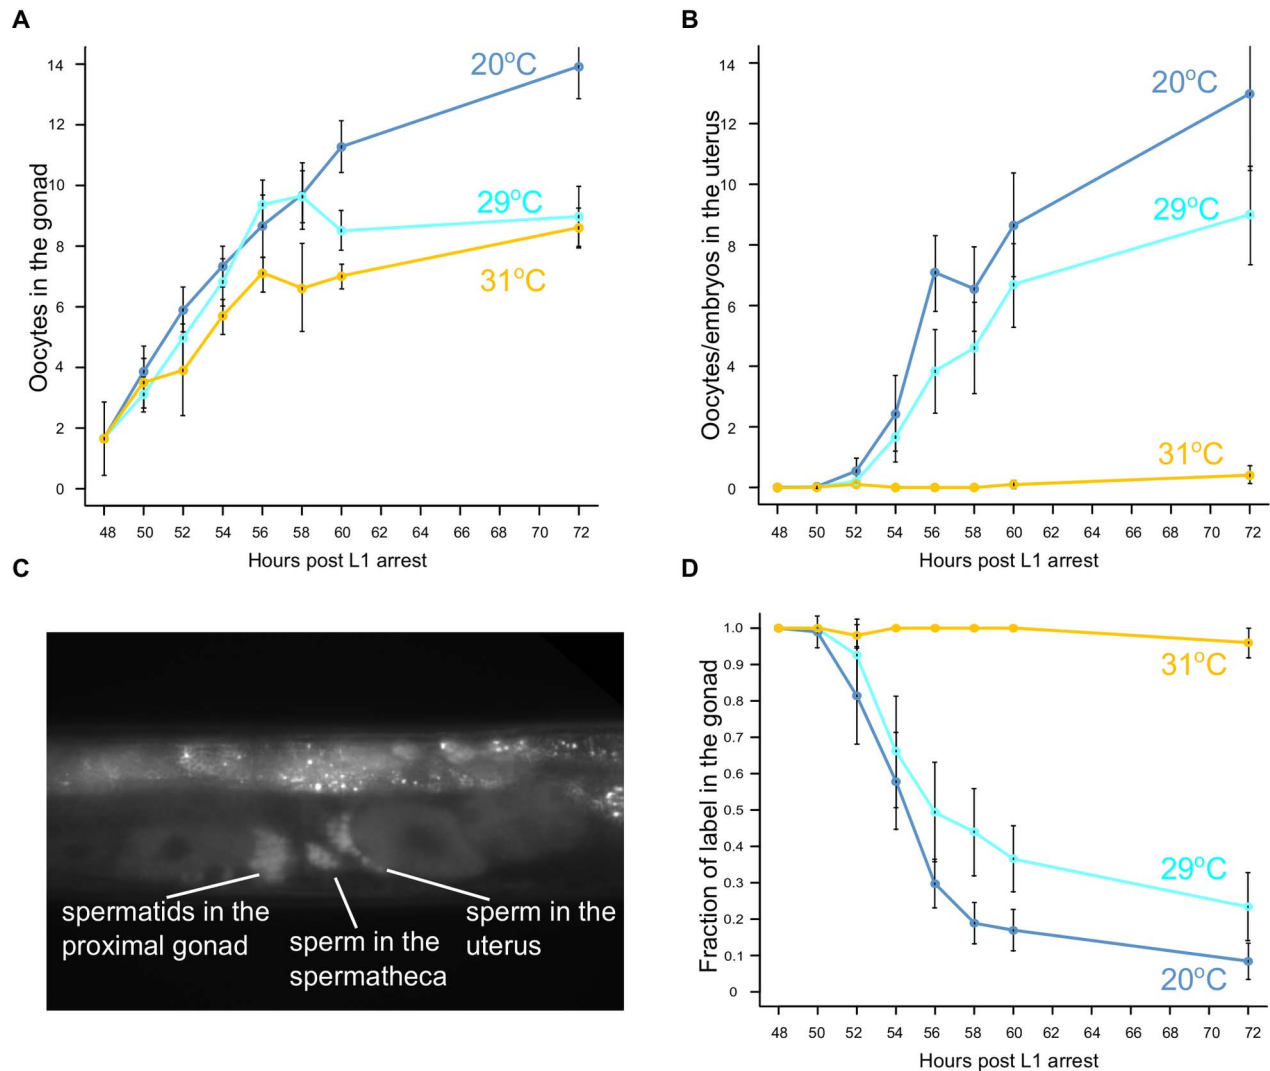 A
Oocytes in the gonad
14
12
10
8
6
4
2
0
20°C
29°C
31°C
48 50 52 54 56 58 60 62 64 66 68 70 72
Hours post L1 arrest
B
Oocytes/embryos in the uterus
14
12
10
8
6
4
2
0
20°C
29°C
31°C
48 50 52 54 56 58 60 62 64 66 68 70 72
Hours post L1 arrest
C
spermatids in the
proximal gonad
sperm in the
spermatheca
sperm in the
uterus
D
Fraction of label in the gonad
1.0
0.9
0.8
0.7
0.6
0.5
0.4
0.3
0.2
0.1
0
31°C
29°C
20°C
48 50 52 54 56 58 60 62 64 66 68 70 72
Hours post L1 arrest